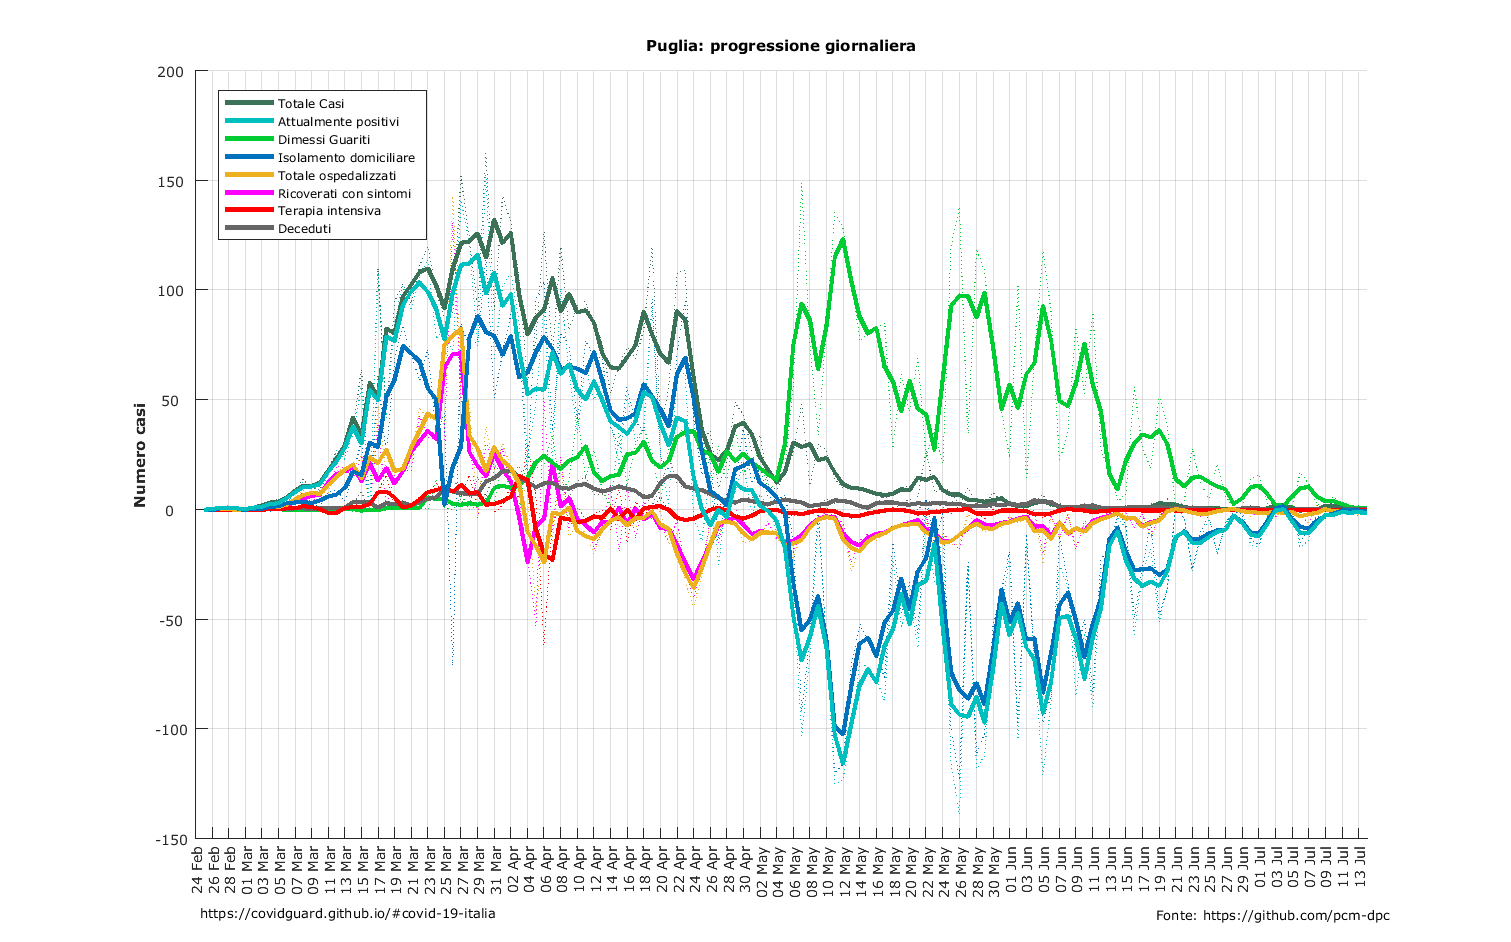 Puglia: progressione giornaliera
200
150
100
50
0
-50
-100
-150
Numero casi
Totale Casi
Attualmente positivi
Dimessi Guariti
Isolamento domiciliare
Totale ospedalizzati
Ricoverati con sintomi
Terapia intensiva
Deceduti
24 Feb
26 Feb
28 Feb
01 Mar
03 Mar
05 Mar
07 Mar
09 Mar
11 Mar
13 Mar
15 Mar
17 Mar
19 Mar
21 Mar
23 Mar
25 Mar
27 Mar
29 Mar
31 Mar
02 Apr
04 Apr
06 Apr
08 Apr
10 Apr
12 Apr
14 Apr
16 Apr
18 Apr
20 Apr
22 Apr
24 Apr
26 Apr
28 Apr
30 Apr
02 May
04 May
06 May
08 May
10 May
12 May
14 May
16 May
18 May
20 May
22 May
24 May
26 May
28 May
30 May
01 Jun
03 Jun
05 Jun
07 Jun
09 Jun
11 Jun
13 Jun
15 Jun
17 Jun
19 Jun
21 Jun
23 Jun
25 Jun
27 Jun
29 Jun
01 Jul
03 Jul
05 Jul
07 Jul
09 Jul
11 Jul
13 Jul
https://covidguard.github.io/#covid-19-italia
Fonte: https://github.com/pcm-dpc